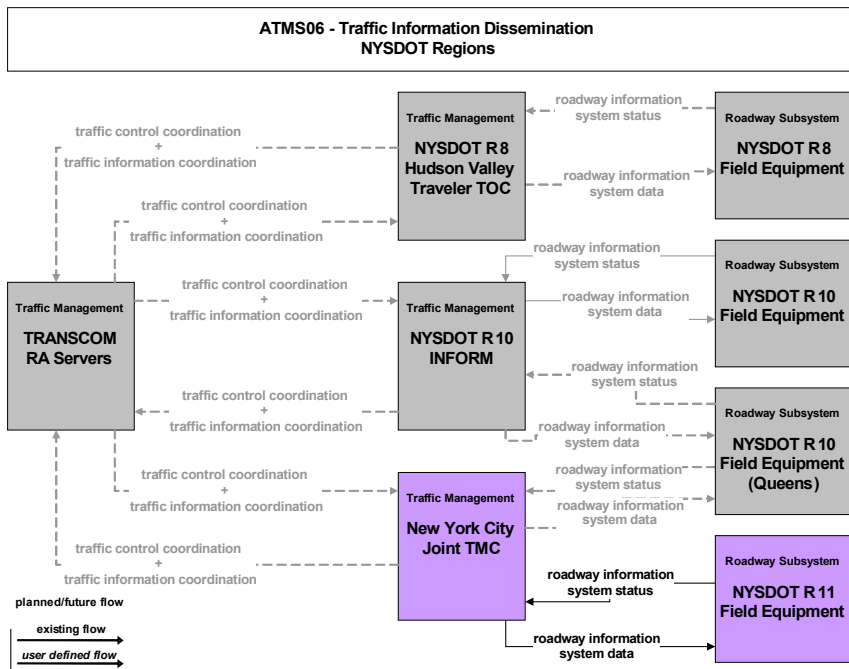 ATMS06 - Traffic Information Dissemination
NYSDOT Regions
Traffic Management
NYSDOT R 8
Hudson Valley
Traveler TOC
roadway information
system status
Roadway Subsystem
NYSDOT R 8
Field Equipment
traffic control coordination
+
traffic information coordination
roadway information
system data
traffic control coordination
+
traffic information coordination
Traffic Management
TRANSCOM
RA Servers
traffic control coordination
+
traffic information coordination
Traffic Management
NYSDOT R 10
INFORM
roadway information
system status
roadway information
system data
Roadway Subsystem
NYSDOT R 10
Field Equipment
traffic control coordination
+
traffic information coordination
roadway information
system status
roadway information
system data
Roadway Subsystem
NYSDOT R 10
Field Equipment
(Queens)
traffic control coordination
+
traffic information coordination
Traffic Management
New York City
Joint TMC
roadway information
system status
roadway information
system data
traffic control coordination
+
traffic information coordination
roadway information
system status
roadway information
system data
Roadway Subsystem
NYSDOT R 11
Field Equipment
planned/future flow
existing flow
user defined flow